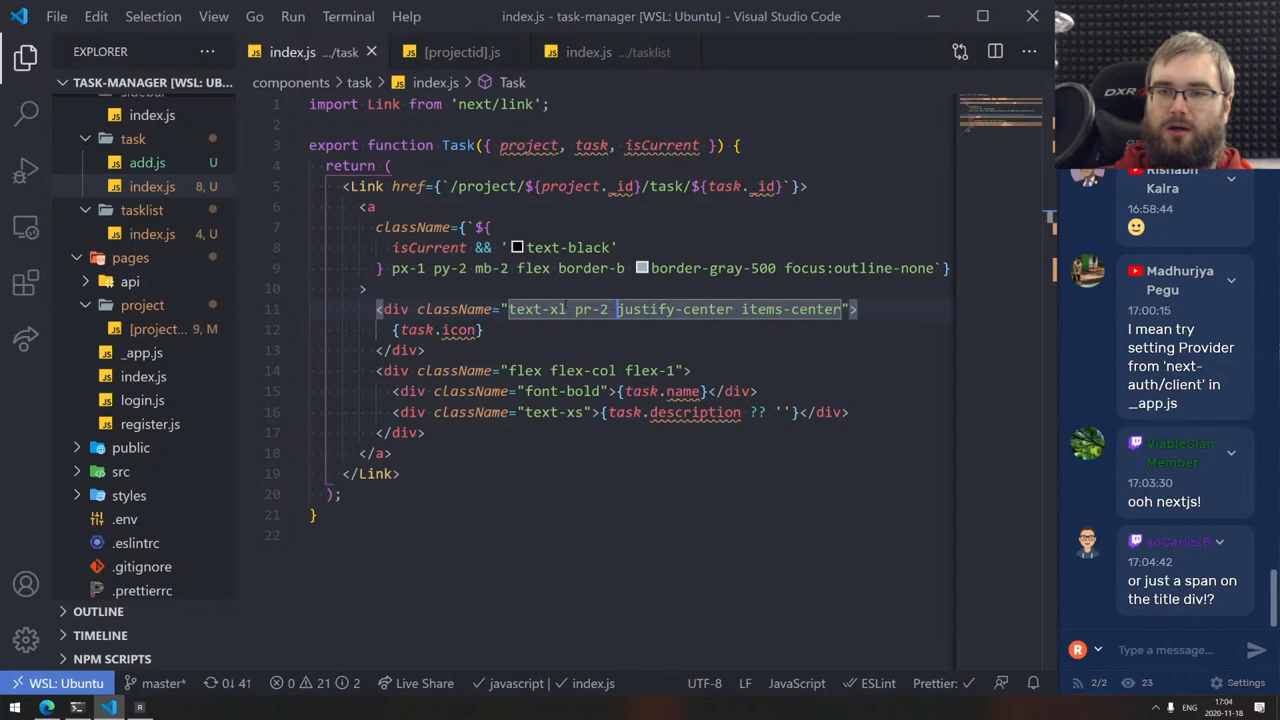 File Edit Selection View Go Run Terminal Help
index.js - task-manager [WSL: Ubuntu] - Visual Studio Code
EXPLORER
index.js .../task
[projectid].js
index.js .../tasklist
TASK-MANAGER [WSL: UB...
components > task > index.js > Task
index.js
task
add.js U
index.js 8, U
tasklist
index.js 4, U
pages
api
project
[project... 9, U
_app.js
index.js
login.js
register.js
public
src
styles
.env
.eslintrc
.gitignore
.prettierrc
OUTLINE
TIMELINE
NPM SCRIPTS
1 import Link from 'next/link';
2
3 export function Task({ project, task, isCurrent }) {
4 return (
5 <Link href={`/project/${project._id}/task/${task._id}`}>
6 <a
7 className={`${
8 isCurrent && 'text-black'
9 } px-1 py-2 mb-2 flex border-b border-gray-500 focus:outline-none`}
10 >
11 <div className="text-xl pr-2 justify-center items-center">
12 {task.icon}
13 </div>
14 <div className="flex flex-col flex-1">
15 <div className="font-bold">{task.name}</div>
16 <div className="text-xs">{task.description ?? ''}</div>
17 </div>
18 </a>
19 </Link>
20 );
21 }
22
WSL: Ubuntu master* 0↓ 4↑ 0 21 2 Live Share javascript index.js UTF-8 LF JavaScript ESLint Prettier:
ENG
17:04
2020-11-18
DXR
Rishabh
Kalra
16:58:44
Madhurjya
Pegu
17:00:15
I mean try
setting Provider
from 'next-
auth/client' in
_app.js
ViableClan
Member
17:03:30
ooh nextjs!
soCarlosB
17:04:42
or just a span on
the title div!?
R
Type a message...
2/2 23 Settings